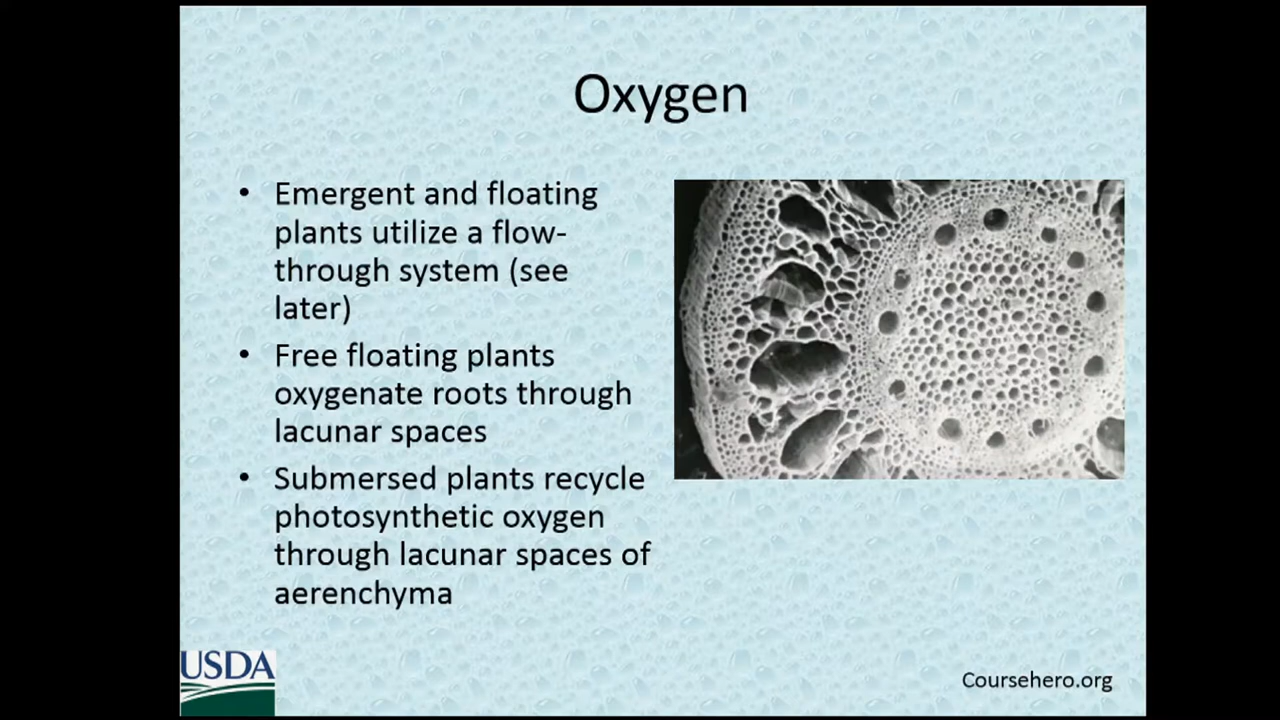 Oxygen
• Emergent and floating
plants utilize a flow-
through system (see
later)
• Free floating plants
oxygenate roots through
lacunar spaces
• Submersed plants recycle
photosynthetic oxygen
through lacunar spaces of
aerenchyma
USDA
Coursehero.org